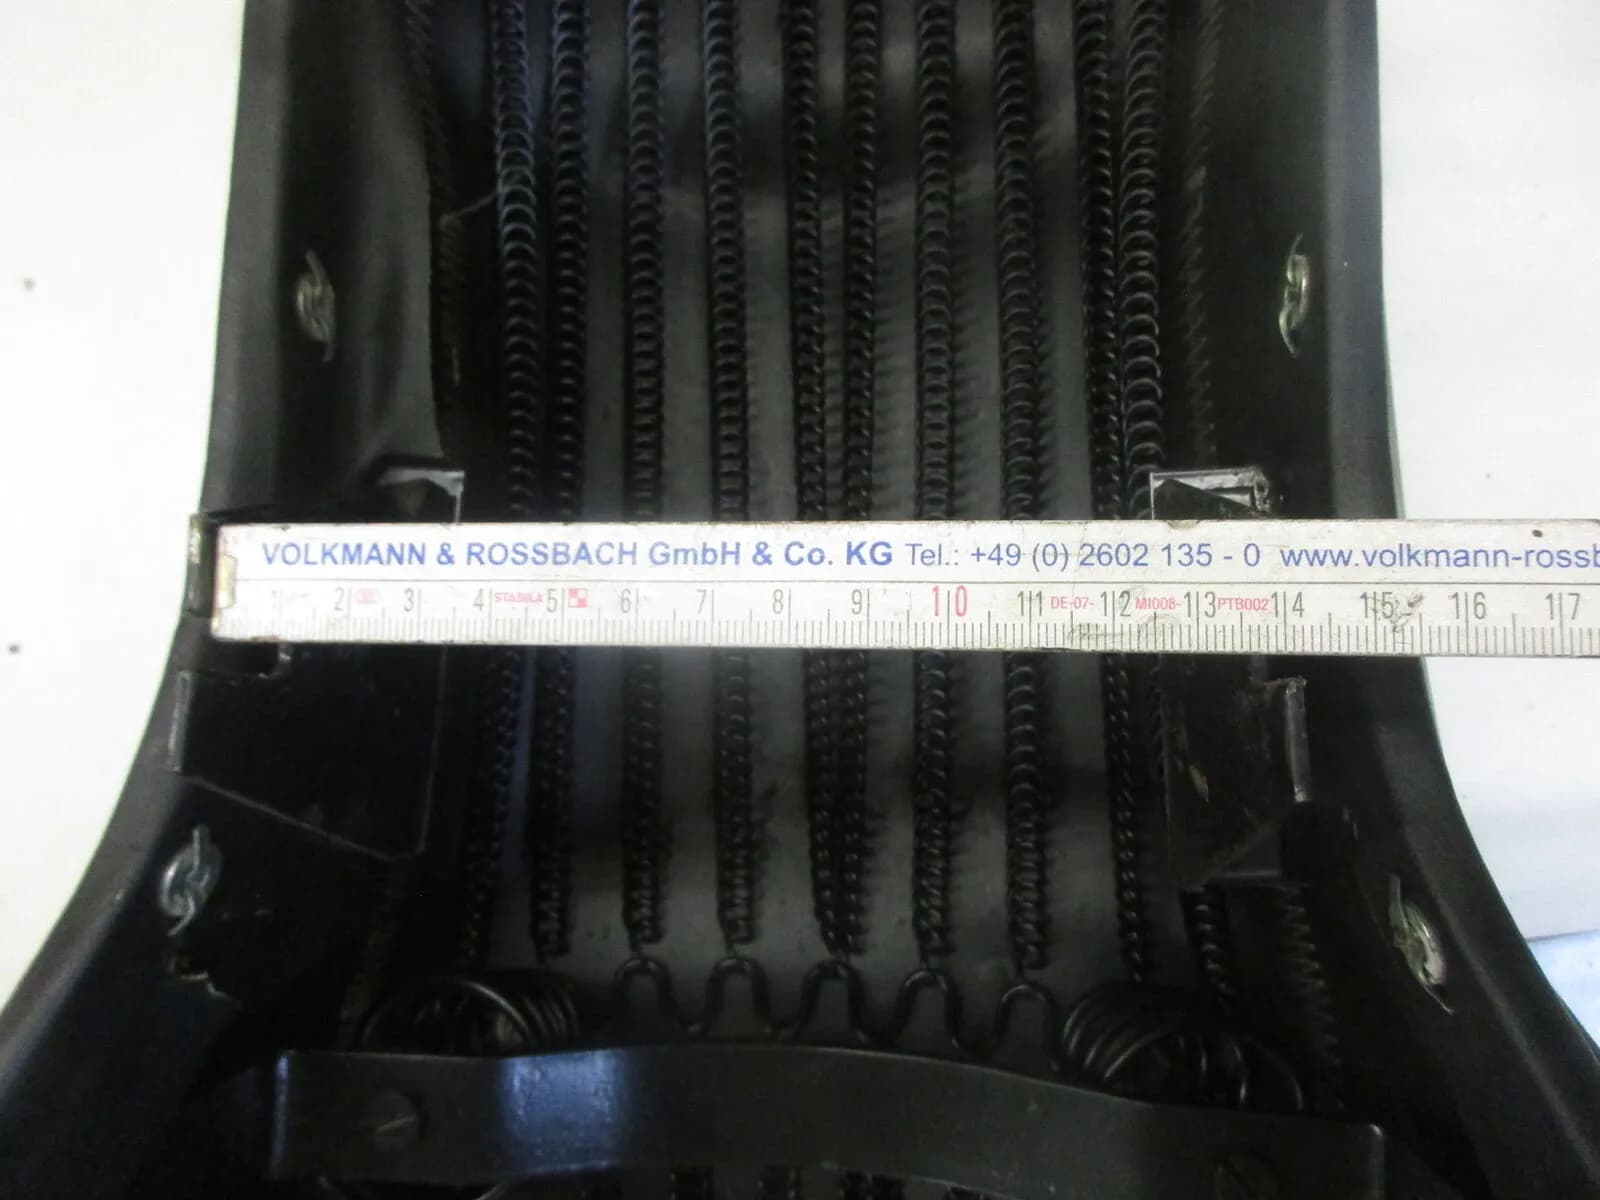 VOLKMANN & ROSSBACH GmbH & Co. KG Tel.: +49 (0) 2602 135 - 0 www.volkmann-rossb
1 2 3 4 STABILA 5 6 7 8 9 10 11 DE-07- 12 MI008- 13 PTB002 14 15 16 17